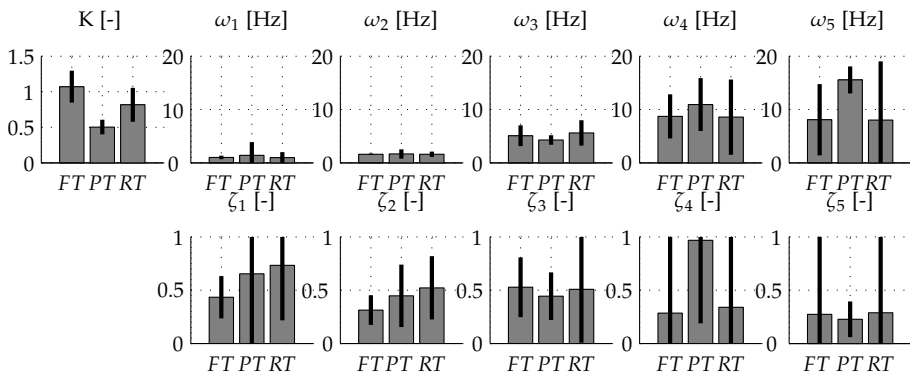 K [-] ω1 [Hz] ω2 [Hz] ω3 [Hz] ω4 [Hz] ω5 [Hz]
1.5 20 20 20 20 20
1 10 10 10 10 10
0.5
0 0 0 0 0 0
FT PT RT FT PT RT FT PT RT FT PT RT FT PT RT FT PT RT
ζ1 [-] ζ2 [-] ζ3 [-] ζ4 [-] ζ5 [-]
1 1 1 1 1
0.5 0.5 0.5 0.5 0.5
0 0 0 0 0
FT PT RT FT PT RT FT PT RT FT PT RT FT PT RT